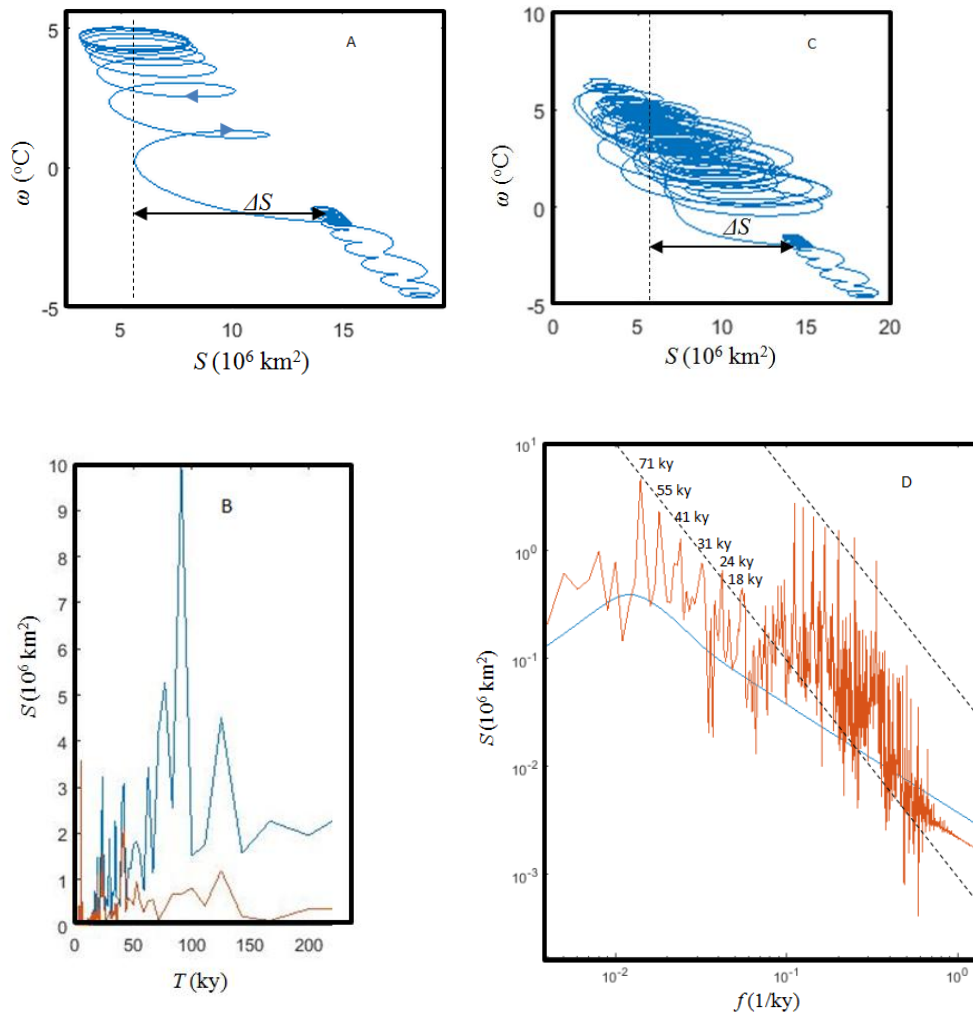 A
5
0
-5
ω (°C)
ΔS
5
10
15
S (10⁶ km²)
C
10
5
0
-5
ω (°C)
ΔS
0
5
10
15
20
S (10⁶ km²)
B
10
9
8
7
6
5
4
3
2
1
0
S (10⁶ km²)
0
50
100
150
200
T (ky)
D
10¹
10⁰
10⁻¹
10⁻²
10⁻³
S (10⁶ km²)
71 ky
55 ky
41 ky
31 ky
24 ky
18 ky
10⁻²
10⁻¹
10⁰
f (1/ky)